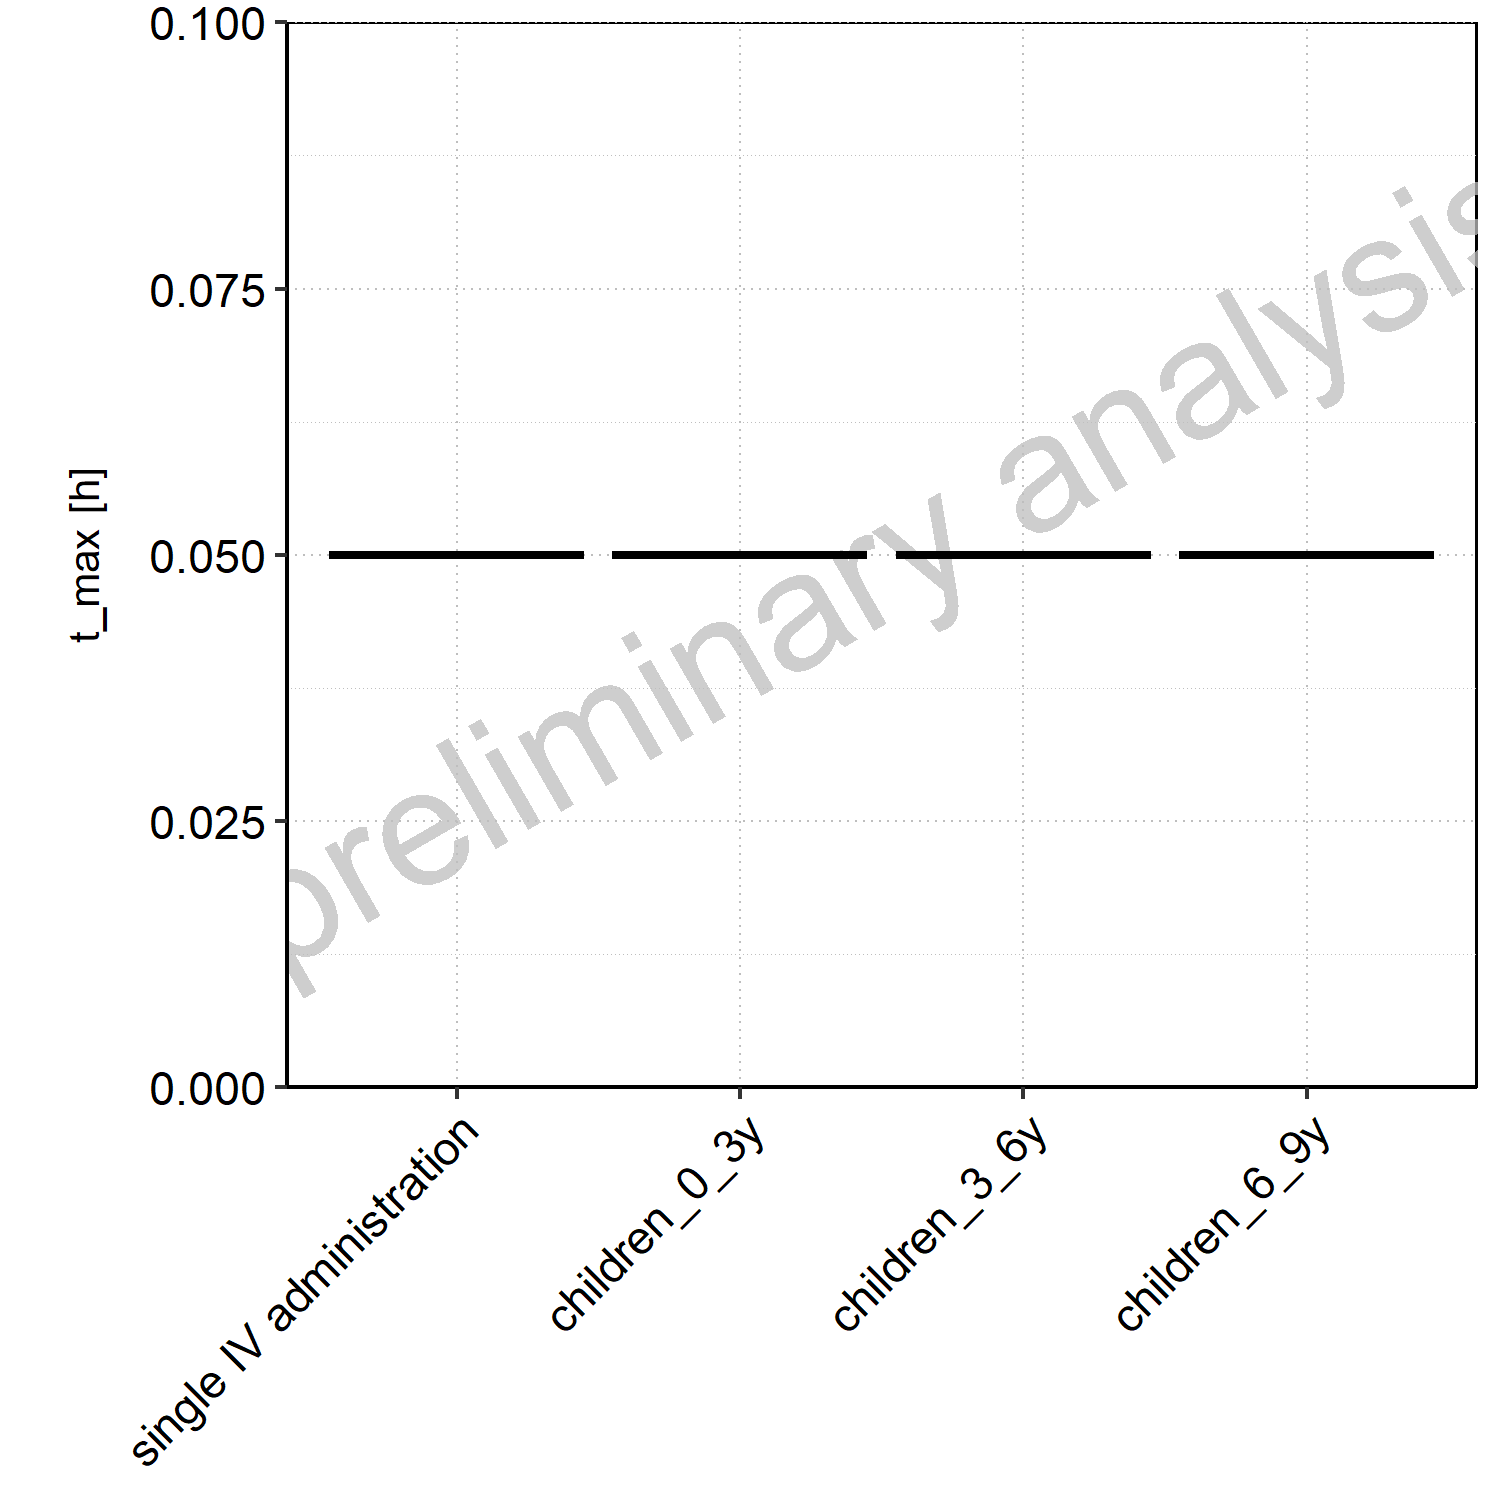 0.100
0.075
0.050
0.025
0.000
t_max [h]
preliminary analysis
single IV administration
children_0_3y
children_3_6y
children_6_9y